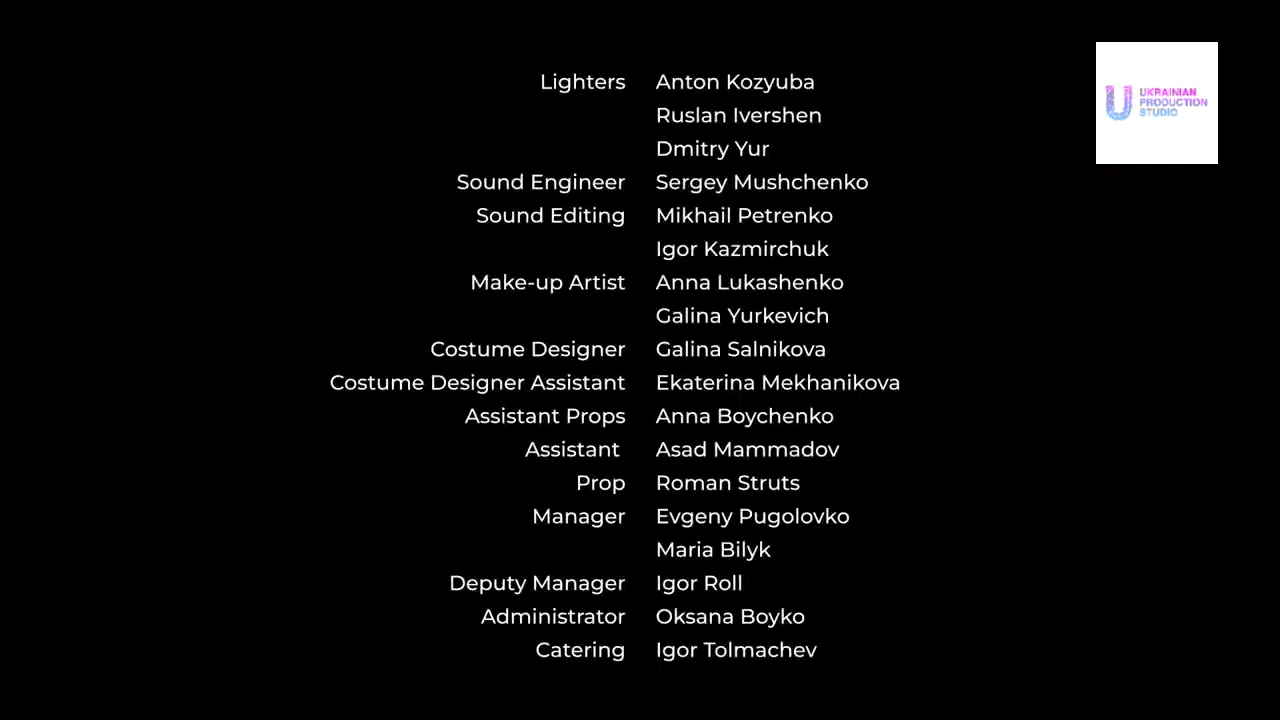 Lighters Anton Kozyuba
Ruslan Ivershen
Dmitry Yur
Sound Engineer Sergey Mushchenko
Sound Editing Mikhail Petrenko
Igor Kazmirchuk
Make-up Artist Anna Lukashenko
Galina Yurkevich
Costume Designer Galina Salnikova
Costume Designer Assistant Ekaterina Mekhanikova
Assistant Props Anna Boychenko
Assistant Asad Mammadov
Prop Roman Struts
Manager Evgeny Pugolovko
Maria Bilyk
Deputy Manager Igor Roll
Administrator Oksana Boyko
Catering Igor Tolmachev
U
UKRAINIAN
PRODUCTION
STUDIO